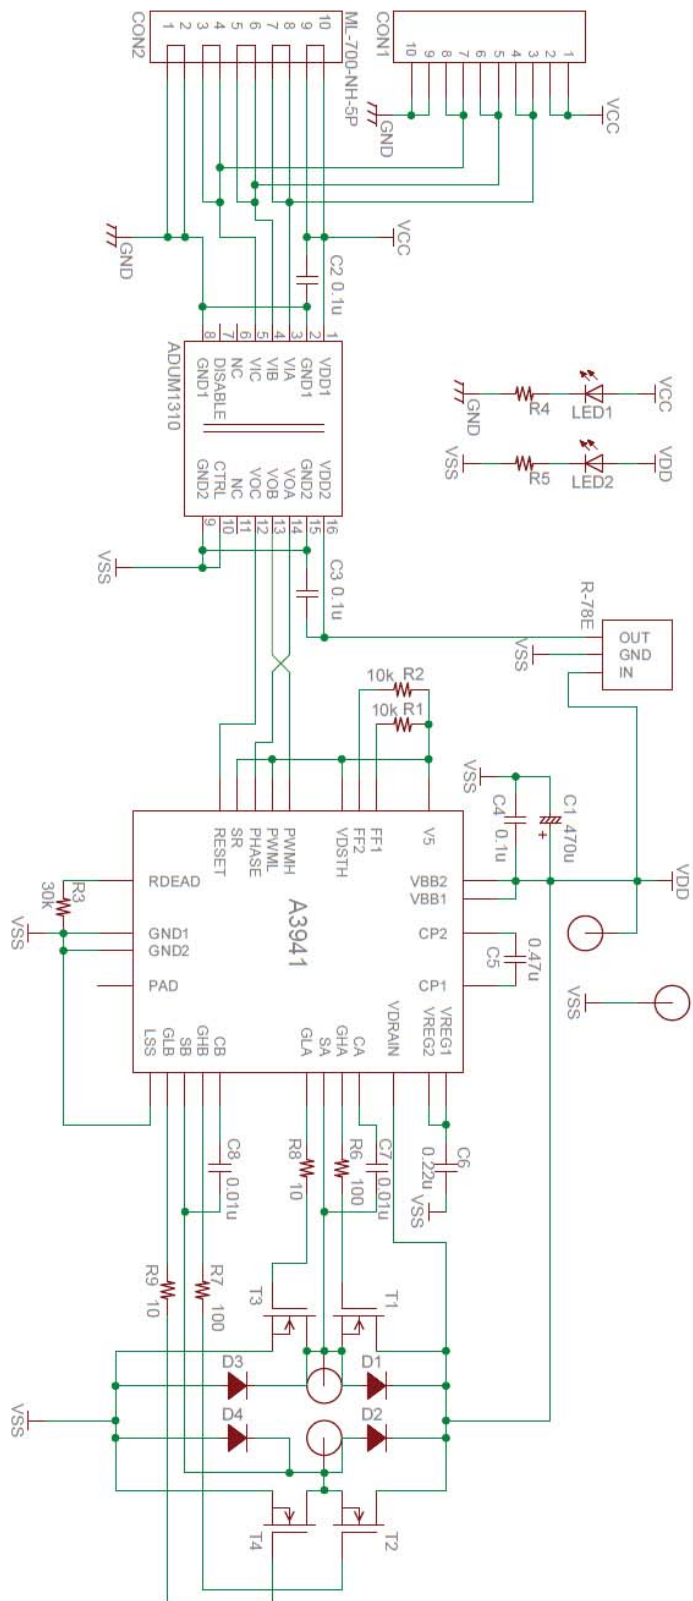 CON2
1
2
3
4
5
6
7
8
9
10
ML-700-NH-5P
CON1
10
9
8
7
6
5
4
3
2
1
GND
VCC
GND
VCC
C2 0.1u
8
7
6
5
4
3
2
1
GND1
DISABLE
NC
VIC
VIB
VIA
GND1
VDD1
ADUM1310
GND2
CTRL
NC
VOC
VOB
VOA
GND2
VDD2
9
10
11
12
13
14
15
16
GND
R4
LED1
VCC
VSS
R5
LED2
VDD
VSS
C3 0.1u
R-78E
OUT
GND
IN
VSS
10k
R2
10k
R1
VSS
C4
0.1u
C1
470u
+
VDD
RESET
SR
PHASE
PWML
PWMH
VDSTH
FF2
FF1
V5
RDEAD
GND1
GND2
PAD
A3941
VBB2
VBB1
CP2
CP1
R3
30k
VSS
C5
0.47u
VSS
LSS
GLB
SB
GHB
CB
GLA
SA
GHA
CA
VDRAIN
VREG2
VREG1
C8
0.01u
R8
10
R6
100
C7
0.01u
C6
0.22u
VSS
R9
10
R7
100
T3
T1
D3
D1
D4
D2
VSS
T4
T2